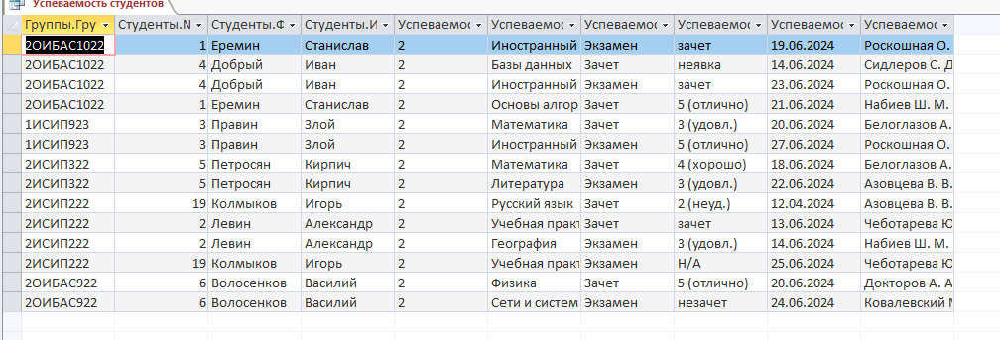 Успеваемость студентов
Группы.Гру Студенты.N Студенты.Ф Студенты.И Успеваемос Успеваемос Успеваемос Успеваемос Успеваемос Успеваемос
2ОИБАС1022 1 Еремин Станислав 2 Иностранный Экзамен зачет 19.06.2024 Роскошная О.
2ОИБАС1022 4 Добрый Иван 2 Базы данных Зачет неявка 14.06.2024 Сидлеров С. Д
2ОИБАС1022 4 Добрый Иван 2 Иностранный Экзамен зачет 23.06.2024 Роскошная О.
2ОИБАС1022 1 Еремин Станислав 2 Основы алгор Зачет 5 (отлично) 21.06.2024 Набиев Ш. М.
1ИСИП923 3 Правин Злой 2 Математика Зачет 3 (удовл.) 20.06.2024 Белоглазов А.
1ИСИП923 3 Правин Злой 2 Иностранный Экзамен 5 (отлично) 27.06.2024 Роскошная О.
2ИСИП322 5 Петросян Кирпич 2 Математика Зачет 4 (хорошо) 18.06.2024 Белоглазов А.
2ИСИП322 5 Петросян Кирпич 2 Литература Экзамен 3 (удовл.) 22.06.2024 Азовцева В. В.
2ИСИП222 19 Колмыков Игорь 2 Русский язык Зачет 2 (неуд.) 12.04.2024 Азовцева В. В.
2ИСИП222 2 Левин Александр 2 Учебная практ Зачет зачет 13.06.2024 Чеботарева Ю
2ИСИП222 2 Левин Александр 2 География Экзамен 3 (удовл.) 14.06.2024 Набиев Ш. М.
2ИСИП222 19 Колмыков Игорь 2 Учебная практ Экзамен Н/А 25.06.2024 Чеботарева Ю
2ОИБАС922 6 Волосенков Василий 2 Физика Зачет 5 (отлично) 20.06.2024 Докторов А. А
2ОИБАС922 6 Волосенков Василий 2 Сети и систем Экзамен незачет 24.06.2024 Ковалевский М